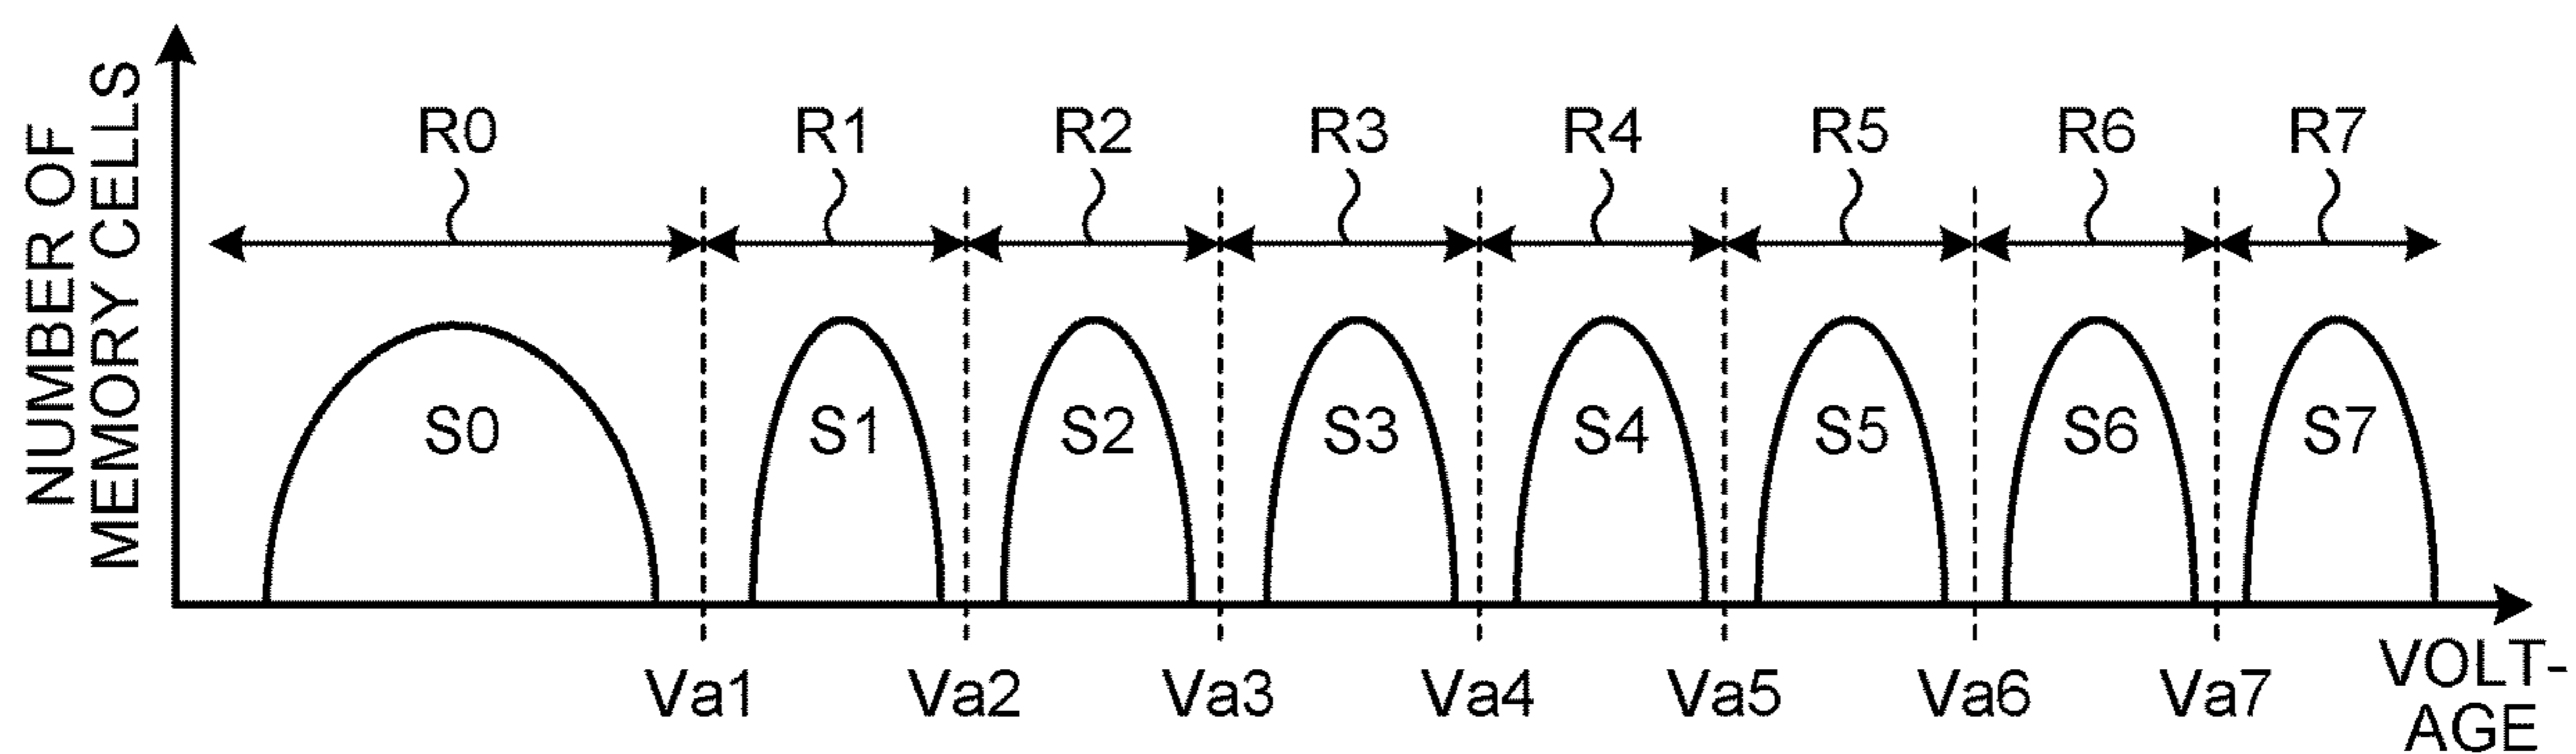 NUMBER OF
MEMORY CELLS
R0 R1 R2 R3 R4 R5 R6 R7
S0 S1 S2 S3 S4 S5 S6 S7
Va1 Va2 Va3 Va4 Va5 Va6 Va7
VOLT-
AGE